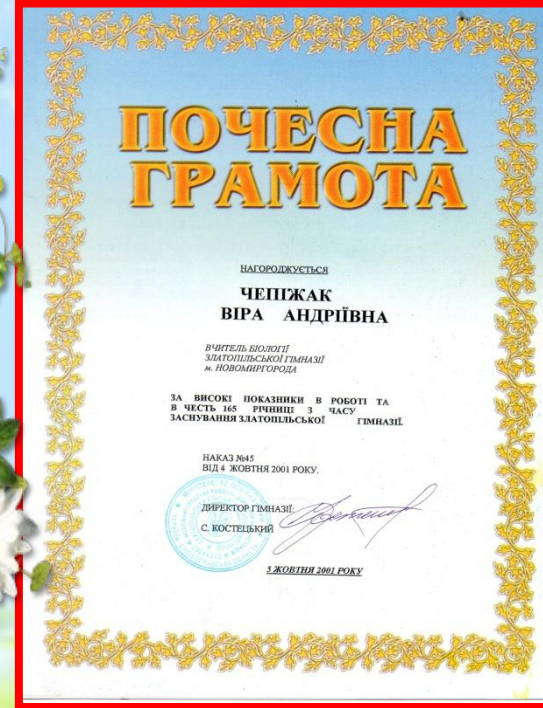 ПОЧЕСНА
ГРАМОТА
НАГОРОДЖУЄТЬСЯ
ЧЕПІЖАК
ВІРА АНДРІЇВНА
ВЧИТЕЛЬ БІОЛОГІЇ
ЗЛАТОПІЛЬСЬКОЇ ГІМНАЗІЇ
м. НОВОМИРГОРОДА
ЗА ВИСОКІ ПОКАЗНИКИ В РОБОТІ ТА
В ЧЕСТЬ 165 РІЧНИЦІ З ЧАСУ
ЗАСНУВАННЯ ЗЛАТОПІЛЬСЬКОЇ ГІМНАЗІЇ.
НАКАЗ №45
ВІД 4 ЖОВТНЯ 2001 РОКУ.
ДИРЕКТОР ГІМНАЗІЇ:
С. КОСТЕЦЬКИЙ
5 ЖОВТНЯ 2001 РОКУ